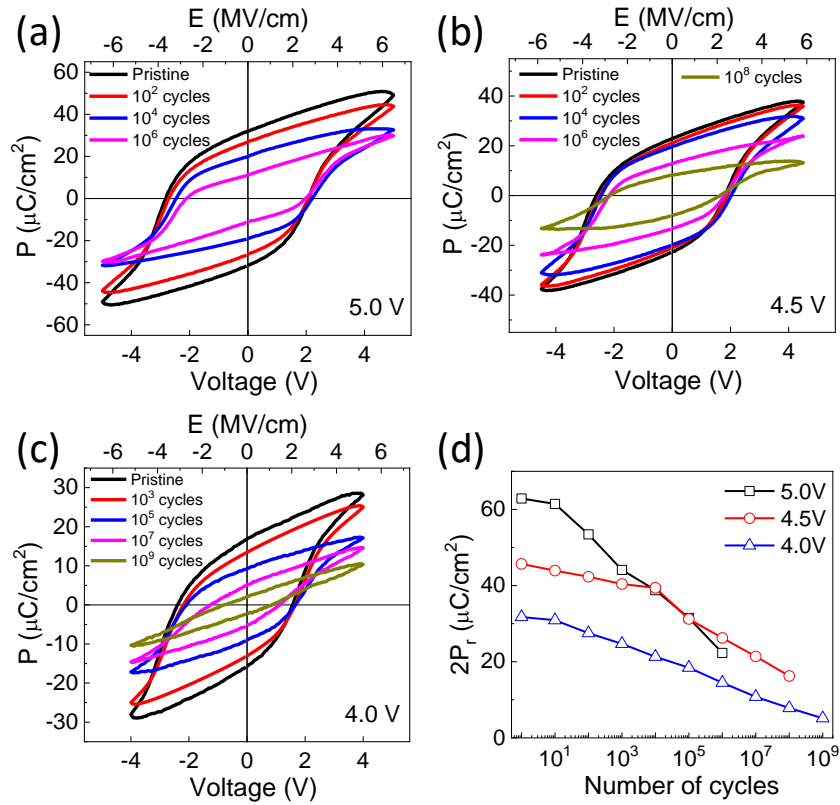 (a)
E (MV/cm)
-6 -4 -2 0 2 4 6
60
40
20
0
-20
-40
-60
P (μC/cm²)
Pristine
10² cycles
10⁴ cycles
10⁶ cycles
5.0 V
-4 -2 0 2 4
Voltage (V)
(b)
E (MV/cm)
-6 -4 -2 0 2 4 6
60
40
20
0
-20
-40
P (μC/cm²)
Pristine
10² cycles
10⁴ cycles
10⁶ cycles
10⁸ cycles
4.5 V
-4 -2 0 2 4
Voltage (V)
(c)
E (MV/cm)
-6 -4 -2 0 2 4 6
30
20
10
0
-10
-20
-30
P (μC/cm²)
Pristine
10³ cycles
10⁵ cycles
10⁷ cycles
10⁹ cycles
4.0 V
-4 -2 0 2 4
Voltage (V)
(d)
60
40
20
0
2Pᵣ (μC/cm²)
5.0V
4.5V
4.0V
10¹ 10³ 10⁵ 10⁷ 10⁹
Number of cycles